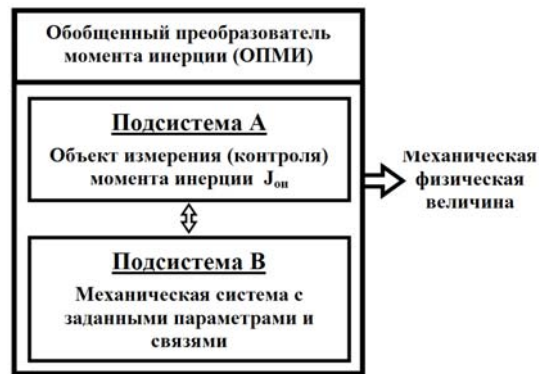 Обобщенный преобразователь
момента инерции (ОПМИ)
Подсистема А
Объект измерения (контроля)
момента инерции Jои
Механическая
физическая
величина
Подсистема В
Механическая система с
заданными параметрами и
связями